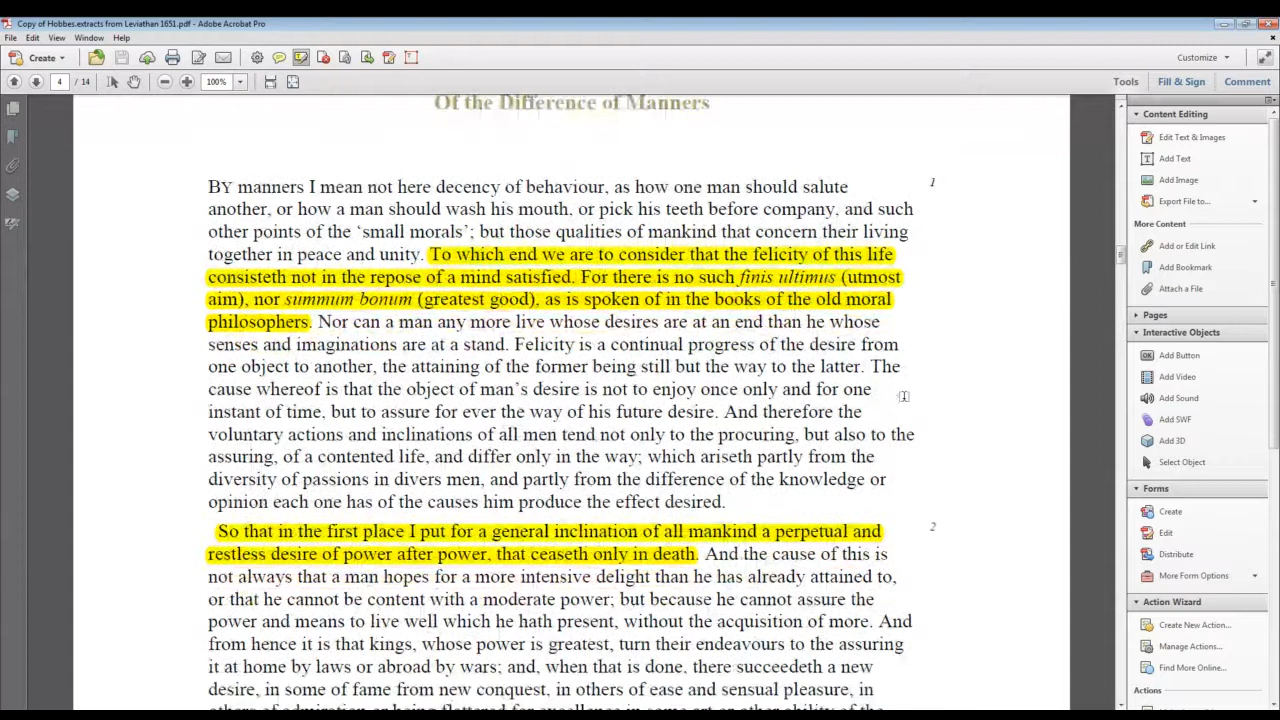 Copy of Hobbes.extracts from Leviathan 1651.pdf - Adobe Acrobat Pro
File Edit View Window Help
Create Customize
4 / 14 100% Tools Fill & Sign Comment
Of the Difference of Manners
BY manners I mean not here decency of behaviour, as how one man should salute 1
another, or how a man should wash his mouth, or pick his teeth before company, and such
other points of the ‘small morals’; but those qualities of mankind that concern their living
together in peace and unity. To which end we are to consider that the felicity of this life
consisteth not in the repose of a mind satisfied. For there is no such finis ultimus (utmost
aim), nor summum bonum (greatest good), as is spoken of in the books of the old moral
philosophers. Nor can a man any more live whose desires are at an end than he whose
senses and imaginations are at a stand. Felicity is a continual progress of the desire from
one object to another, the attaining of the former being still but the way to the latter. The
cause whereof is that the object of man’s desire is not to enjoy once only and for one
instant of time, but to assure for ever the way of his future desire. And therefore the
voluntary actions and inclinations of all men tend not only to the procuring, but also to the
assuring, of a contented life, and differ only in the way; which ariseth partly from the
diversity of passions in divers men, and partly from the difference of the knowledge or
opinion each one has of the causes him produce the effect desired.
So that in the first place I put for a general inclination of all mankind a perpetual and 2
restless desire of power after power, that ceaseth only in death. And the cause of this is
not always that a man hopes for a more intensive delight than he has already attained to,
or that he cannot be content with a moderate power; but because he cannot assure the
power and means to live well which he hath present, without the acquisition of more. And
from hence it is that kings, whose power is greatest, turn their endeavours to the assuring
it at home by laws or abroad by wars; and, when that is done, there succeedeth a new
desire, in some of fame from new conquest, in others of ease and sensual pleasure, in
others of admiration or being flattered for excellence in some art or other ability of the
Content Editing
Edit Text & Images
T Add Text
Add Image
Export File to...
More Content
Add or Edit Link
Add Bookmark
Attach a File
Pages
Interactive Objects
OK Add Button
Add Video
Add Sound
Add SWF
Add 3D
Select Object
Forms
Create
Edit
Distribute
More Form Options
Action Wizard
Create New Action...
Manage Actions...
Find More Online...
Actions